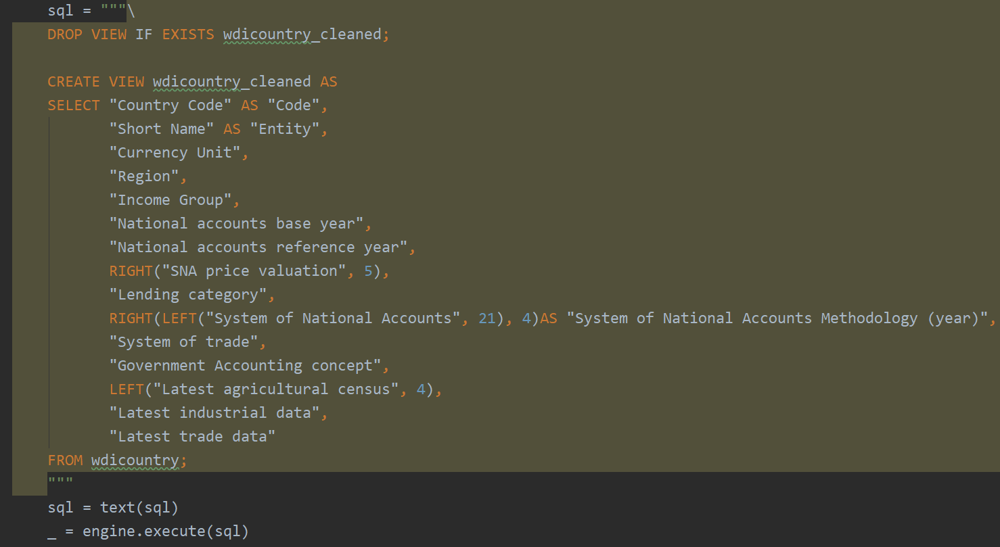 sql = """\
DROP VIEW IF EXISTS wdicountry_cleaned;
CREATE VIEW wdicountry_cleaned AS
SELECT "Country Code" AS "Code",
"Short Name" AS "Entity",
"Currency Unit",
"Region",
"Income Group",
"National accounts base year",
"National accounts reference year",
RIGHT("SNA price valuation", 5),
"Lending category",
RIGHT(LEFT("System of National Accounts", 21), 4)AS "System of National Accounts Methodology (year)",
"System of trade",
"Government Accounting concept",
LEFT("Latest agricultural census", 4),
"Latest industrial data",
"Latest trade data"
FROM wdicountry;
"""
sql = text(sql)
_ = engine.execute(sql)